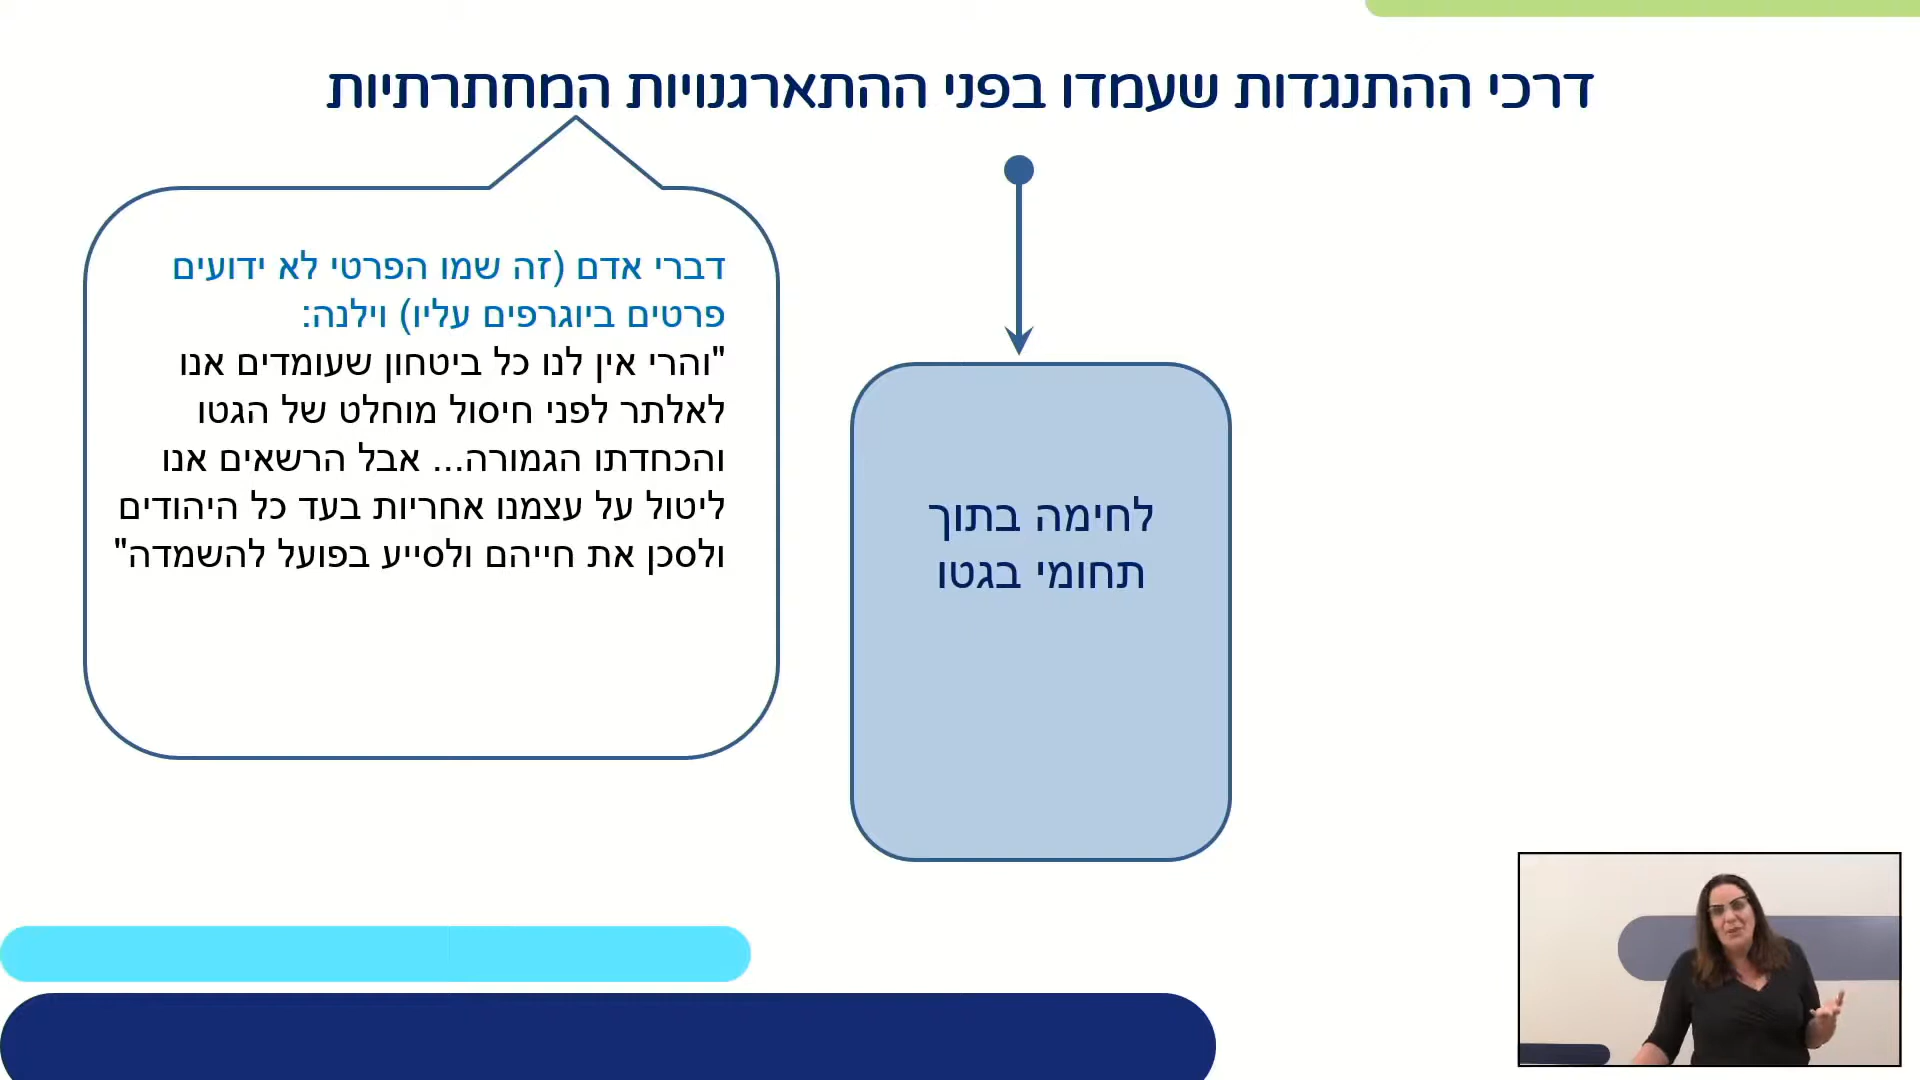 דרכי ההתנגדות שעמדו בפני ההתארגנויות המחתרתיות
לחימה בתוך
תחומי בגטו
דברי אדם (זה שמו הפרטי לא ידועים
פרטים ביוגרפים עליו) וילנה:
"והרי אין לנו כל ביטחון שעומדים אנו
לאלתר לפני חיסול מוחלט של הגטו
והכחדתו הגמורה... אבל הרשאים אנו
ליטול על עצמנו אחריות בעד כל היהודים
ולסכן את חייהם ולסייע בפועל להשמדה"